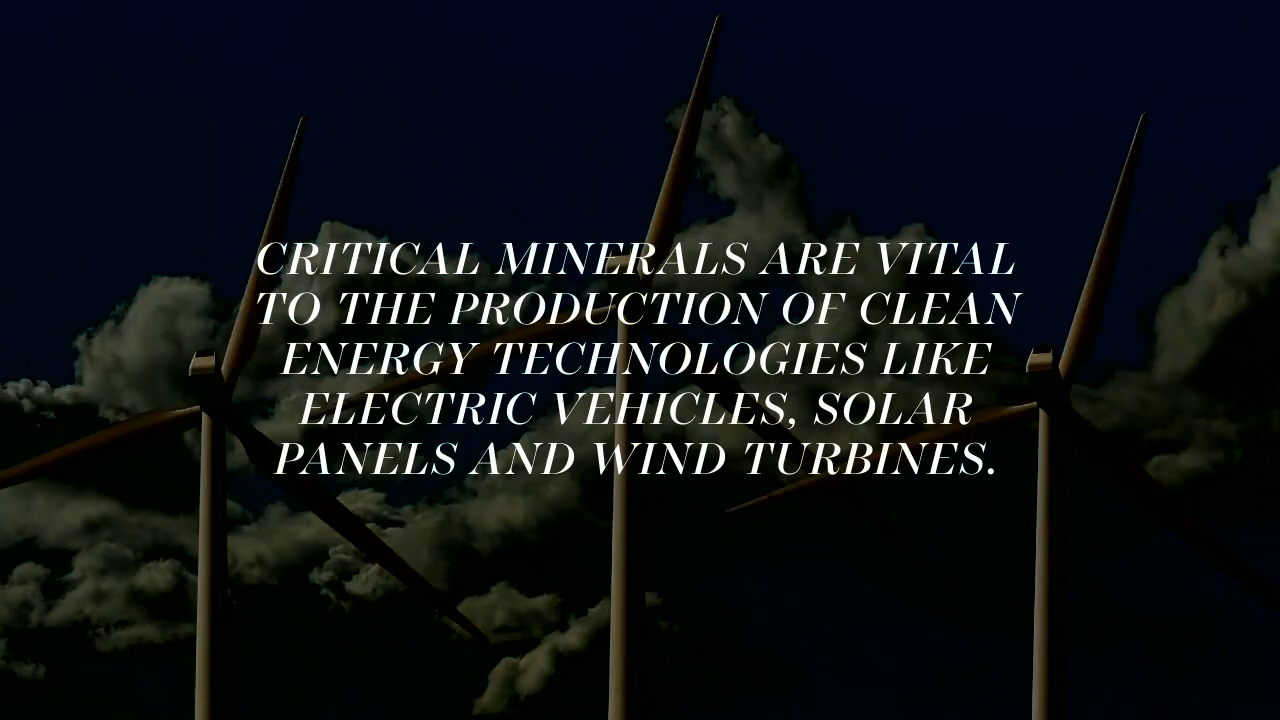 CRITICAL MINERALS ARE VITAL
TO THE PRODUCTION OF CLEAN
ENERGY TECHNOLOGIES LIKE
ELECTRIC VEHICLES, SOLAR
PANELS AND WIND TURBINES.